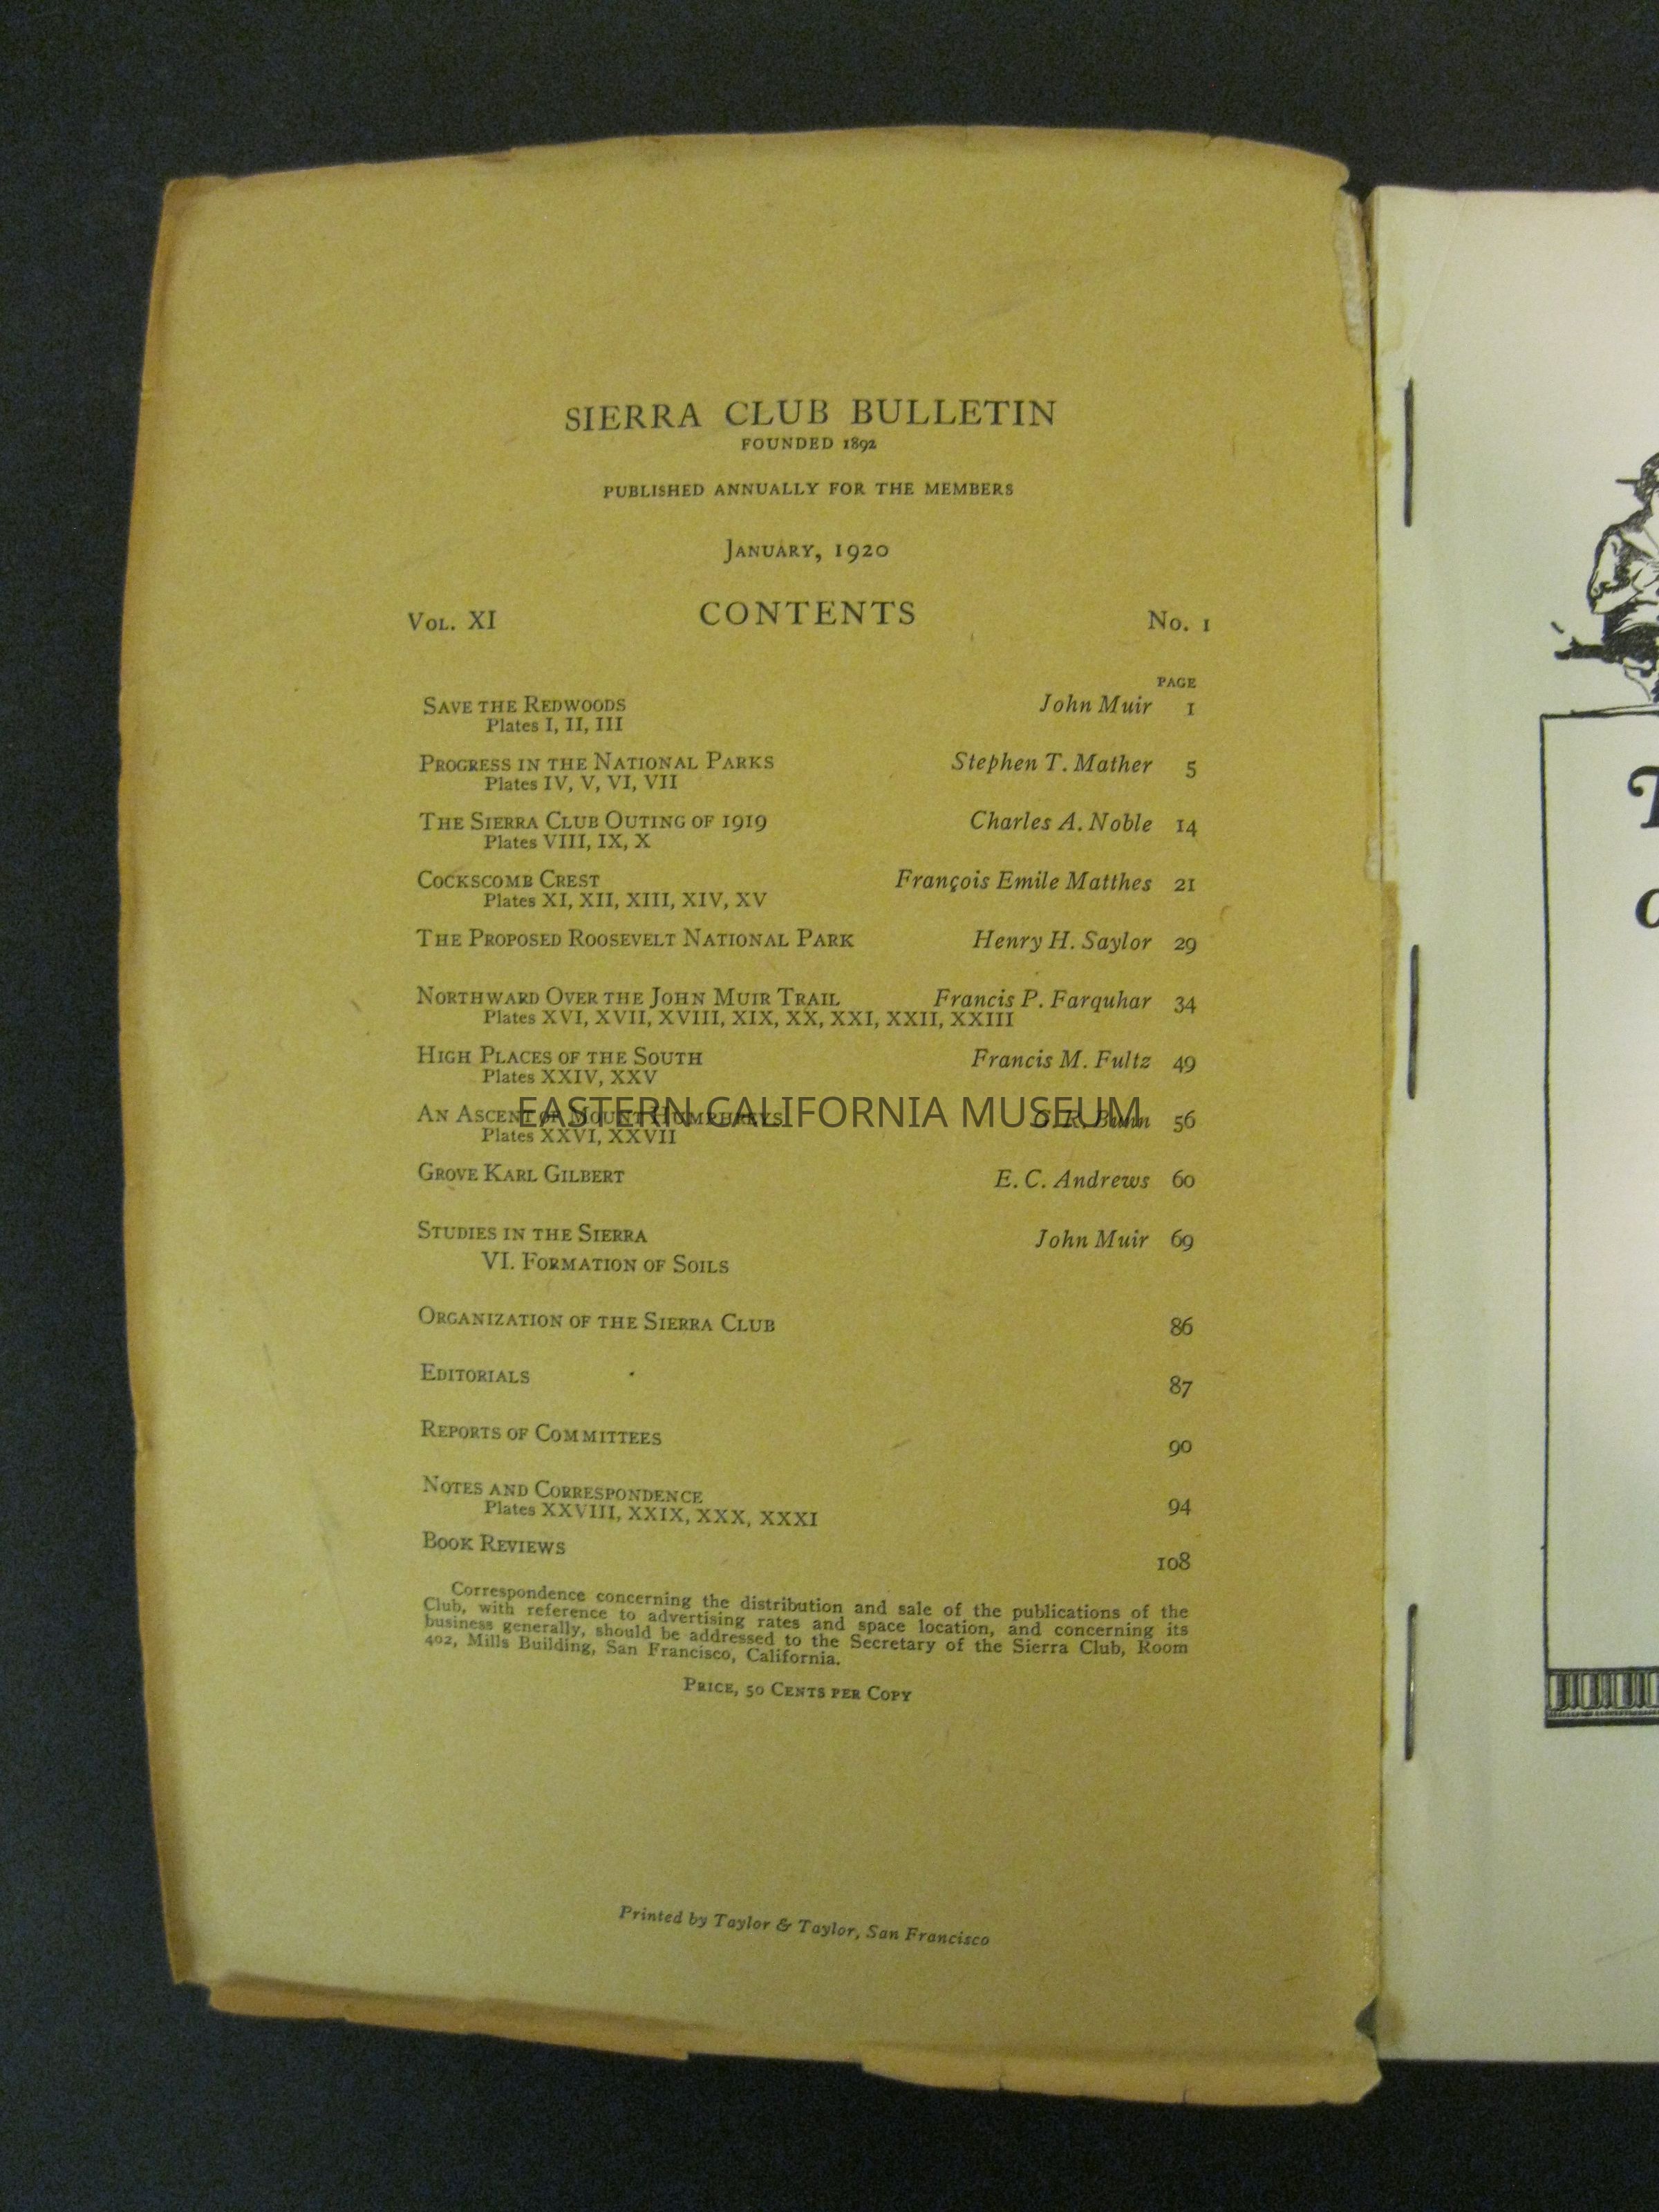 SIERRA CLUB BULLETIN
FOUNDED 1892
PUBLISHED ANNUALLY FOR THE MEMBERS
JANUARY, 1920
VOL. XI CONTENTS NO. 1
PAGE
SAVE THE REDWOODS John Muir 1
Plates I, II, III
PROGRESS IN THE NATIONAL PARKS Stephen T. Mather 5
Plates IV, V, VI, VII
THE SIERRA CLUB OUTING OF 1919 Charles A. Noble 14
Plates VIII, IX, X
COCKSCOMB CREST François Emile Matthes 21
Plates XI, XII, XIII, XIV, XV
THE PROPOSED ROOSEVELT NATIONAL PARK Henry H. Saylor 29
NORTHWARD OVER THE JOHN MUIR TRAIL Francis P. Farquhar 34
Plates XVI, XVII, XVIII, XIX, XX, XXI, XXII, XXIII
HIGH PLACES OF THE SOUTH Francis M. Fultz 49
Plates XXIV, XXV
AN ASCENT OF MOUNT HUMPHREYS 56
EASTERN CALIFORNIA MUSEUM
Plates XXVI, XXVII
GROVE KARL GILBERT E. C. Andrews 60
STUDIES IN THE SIERRA John Muir 69
VI. FORMATION OF SOILS
ORGANIZATION OF THE SIERRA CLUB 86
EDITORIALS 87
REPORTS OF COMMITTEES 90
NOTES AND CORRESPONDENCE 94
Plates XXVIII, XXIX, XXX, XXXI
BOOK REVIEWS 108
Correspondence concerning the distribution and sale of the publications of the
Club, with reference to advertising rates and space location, and concerning its
business generally, should be addressed to the Secretary of the Sierra Club, Room
402, Mills Building, San Francisco, California.
PRICE, 50 CENTS PER COPY
Printed by Taylor & Taylor, San Francisco